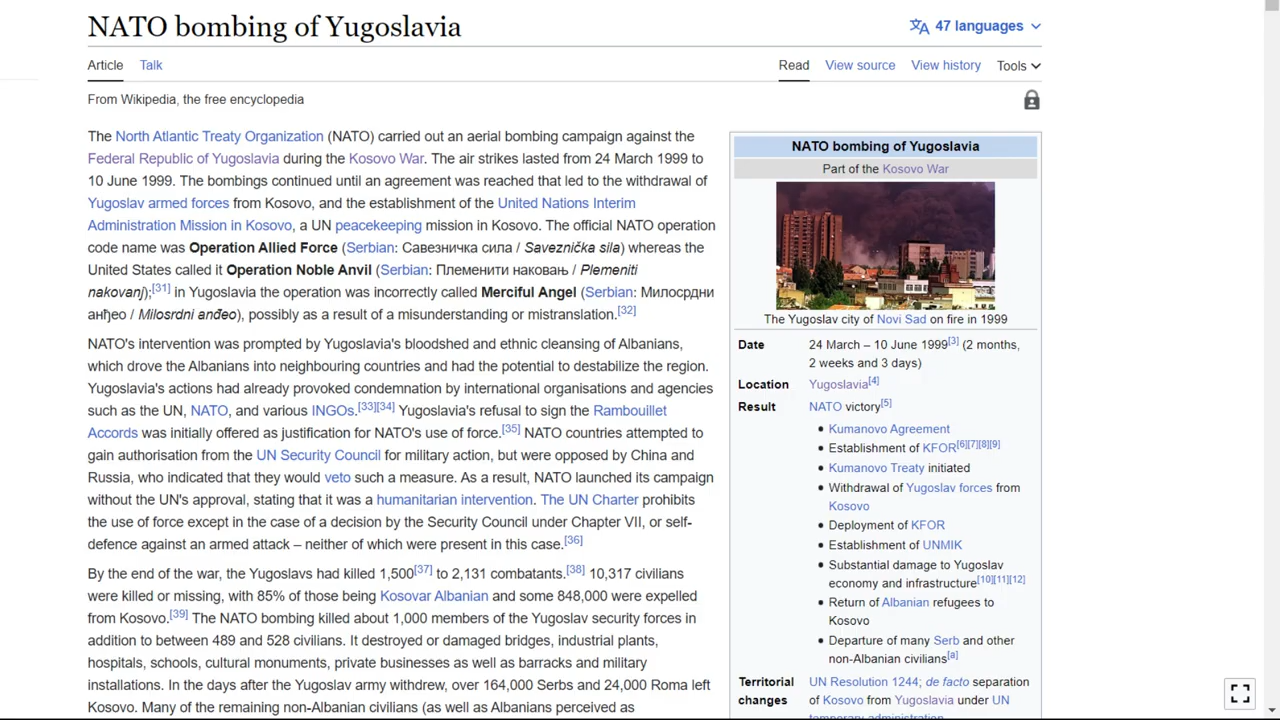 NATO bombing of Yugoslavia
47 languages
Article Talk
Read View source View history Tools
From Wikipedia, the free encyclopedia
The North Atlantic Treaty Organization (NATO) carried out an aerial bombing campaign against the
Federal Republic of Yugoslavia during the Kosovo War. The air strikes lasted from 24 March 1999 to
10 June 1999. The bombings continued until an agreement was reached that led to the withdrawal of
Yugoslav armed forces from Kosovo, and the establishment of the United Nations Interim
Administration Mission in Kosovo, a UN peacekeeping mission in Kosovo. The official NATO operation
code name was Operation Allied Force (Serbian: Савезничка сила / Saveznička sila) whereas the
United States called it Operation Noble Anvil (Serbian: Племенити наковањ / Plemeniti
nakovanj);[31] in Yugoslavia the operation was incorrectly called Merciful Angel (Serbian: Милосрдни
анђео / Milosrdni anđeo), possibly as a result of a misunderstanding or mistranslation.[32]
NATO's intervention was prompted by Yugoslavia's bloodshed and ethnic cleansing of Albanians,
which drove the Albanians into neighbouring countries and had the potential to destabilize the region.
Yugoslavia's actions had already provoked condemnation by international organisations and agencies
such as the UN, NATO, and various INGOs.[33][34] Yugoslavia's refusal to sign the Rambouillet
Accords was initially offered as justification for NATO's use of force.[35] NATO countries attempted to
gain authorisation from the UN Security Council for military action, but were opposed by China and
Russia, who indicated that they would veto such a measure. As a result, NATO launched its campaign
without the UN's approval, stating that it was a humanitarian intervention. The UN Charter prohibits
the use of force except in the case of a decision by the Security Council under Chapter VII, or self-
defence against an armed attack – neither of which were present in this case.[36]
By the end of the war, the Yugoslavs had killed 1,500[37] to 2,131 combatants.[38] 10,317 civilians
were killed or missing, with 85% of those being Kosovar Albanian and some 848,000 were expelled
from Kosovo.[39] The NATO bombing killed about 1,000 members of the Yugoslav security forces in
addition to between 489 and 528 civilians. It destroyed or damaged bridges, industrial plants,
hospitals, schools, cultural monuments, private businesses as well as barracks and military
installations. In the days after the Yugoslav army withdrew, over 164,000 Serbs and 24,000 Roma left
Kosovo. Many of the remaining non-Albanian civilians (as well as Albanians perceived as
NATO bombing of Yugoslavia
Part of the Kosovo War
The Yugoslav city of Novi Sad on fire in 1999
Date 24 March – 10 June 1999[3] (2 months,
2 weeks and 3 days)
Location Yugoslavia[4]
Result NATO victory[5]
• Kumanovo Agreement
• Establishment of KFOR[6][7][8][9]
• Kumanovo Treaty initiated
• Withdrawal of Yugoslav forces from
Kosovo
• Deployment of KFOR
• Establishment of UNMIK
• Substantial damage to Yugoslav
economy and infrastructure[10][11][12]
• Return of Albanian refugees to
Kosovo
• Departure of many Serb and other
non-Albanian civilians[a]
Territorial UN Resolution 1244; de facto separation
changes of Kosovo from Yugoslavia under UN
temporary administration